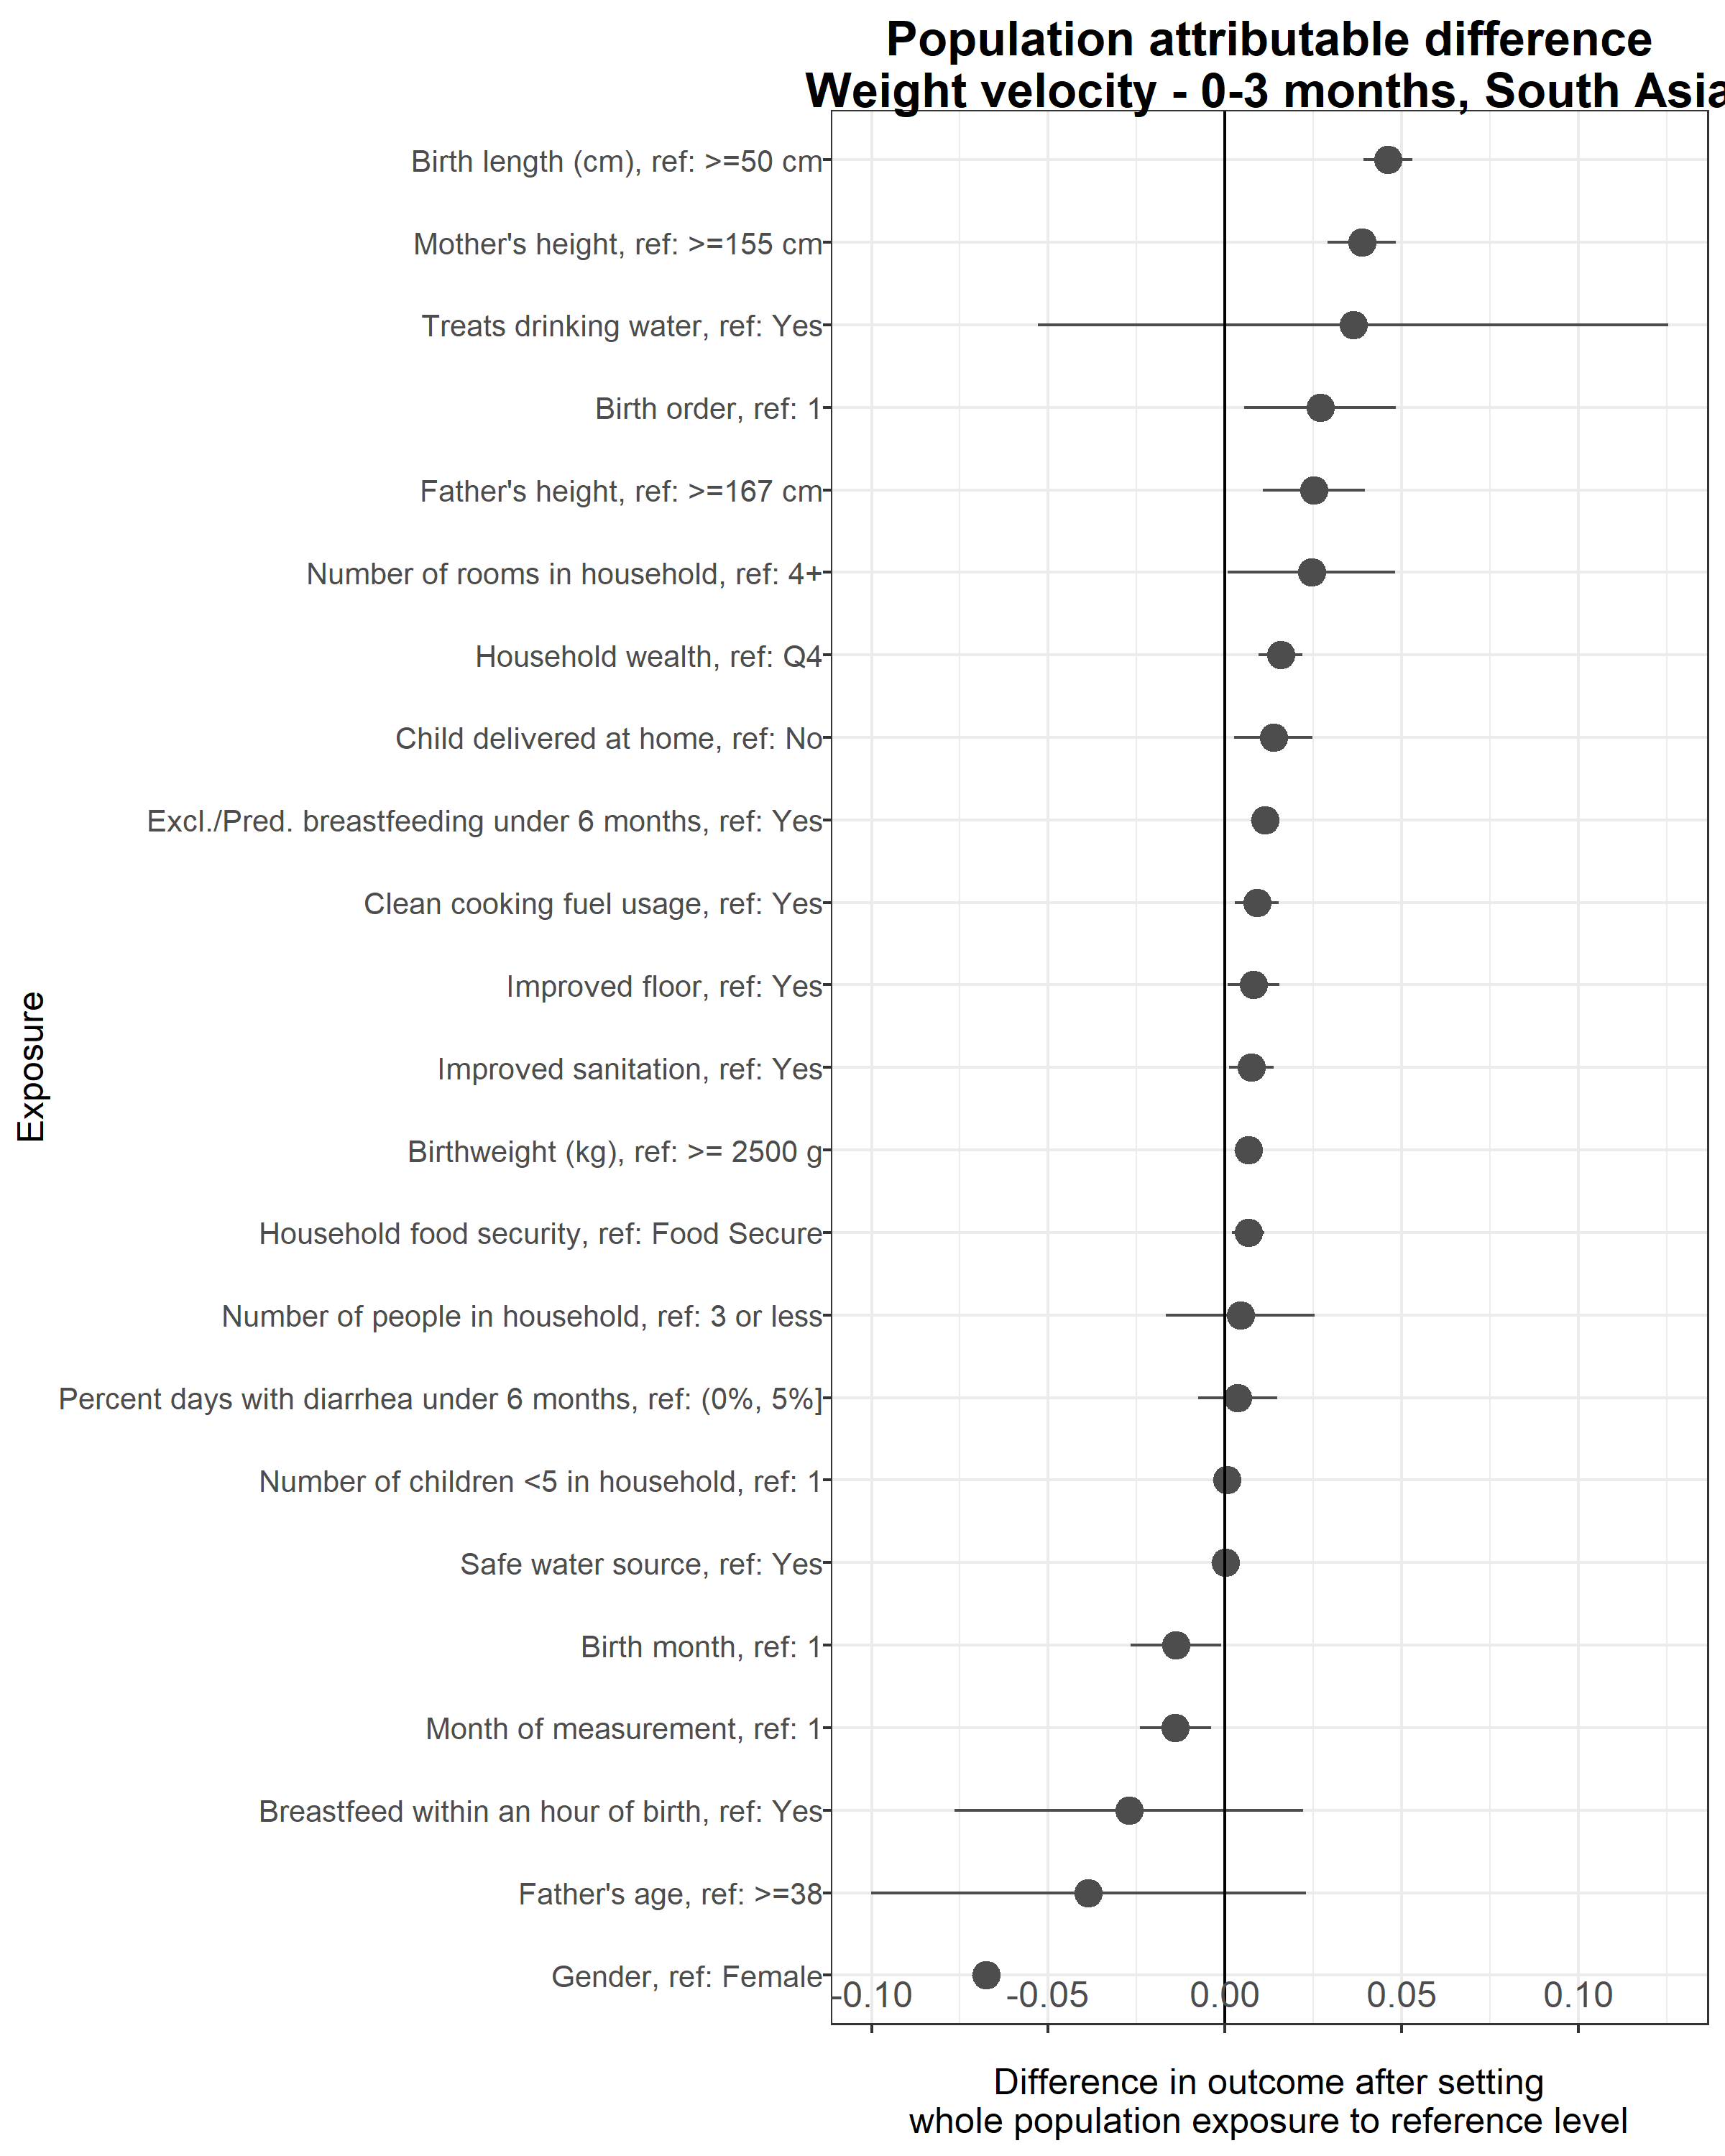 Population attributable difference
Weight velocity - 0-3 months, South Asia
Birth length (cm), ref: >=50 cm
Mother's height, ref: >=155 cm
Treats drinking water, ref: Yes
Birth order, ref: 1
Father's height, ref: >=167 cm
Number of rooms in household, ref: 4+
Household wealth, ref: Q4
Child delivered at home, ref: No
Excl./Pred. breastfeeding under 6 months, ref: Yes
Clean cooking fuel usage, ref: Yes
Improved floor, ref: Yes
Improved sanitation, ref: Yes
Birthweight (kg), ref: >= 2500 g
Household food security, ref: Food Secure
Number of people in household, ref: 3 or less
Percent days with diarrhea under 6 months, ref: (0%, 5%]
Number of children <5 in household, ref: 1
Safe water source, ref: Yes
Birth month, ref: 1
Month of measurement, ref: 1
Breastfeed within an hour of birth, ref: Yes
Father's age, ref: >=38
Gender, ref: Female
Exposure
-0.10 -0.05 0.00 0.05 0.10
Difference in outcome after setting
whole population exposure to reference level